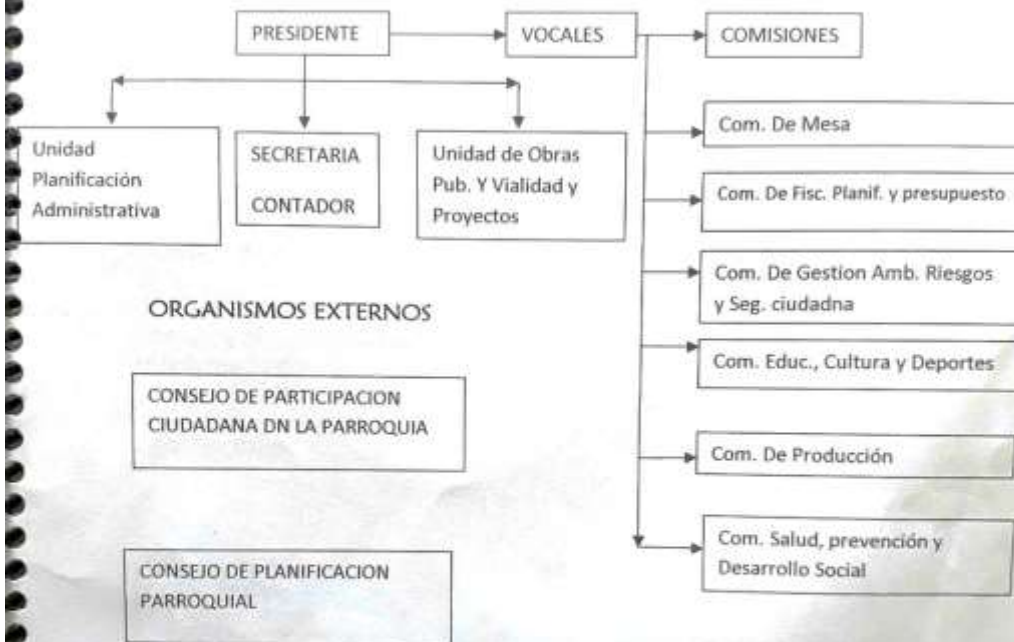 PRESIDENTE
VOCALES
COMISIONES
Unidad
Planificación
Administrativa
SECRETARIA
CONTADOR
Unidad de Obras
Pub. Y Vialidad y
Proyectos
Com. De Mesa
Com. De Fisc. Planif. y presupuesto
Com. De Gestion Amb. Riesgos
y Seg. ciudadna
Com. Educ., Cultura y Deportes
Com. De Producción
Com. Salud, prevención y
Desarrollo Social
ORGANISMOS EXTERNOS
CONSEJO DE PARTICIPACION
CIUDADANA DN LA PARROQUIA
CONSEJO DE PLANIFICACION
PARROQUIAL